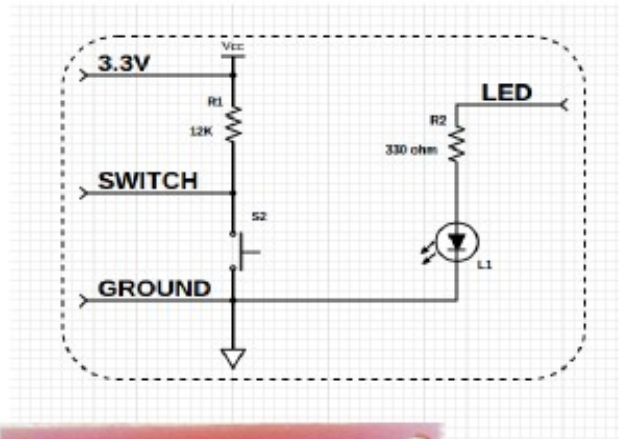 Vcc
3.3V
LED
R1
R2
12K
330 ohm
SWITCH
S2
L1
GROUND